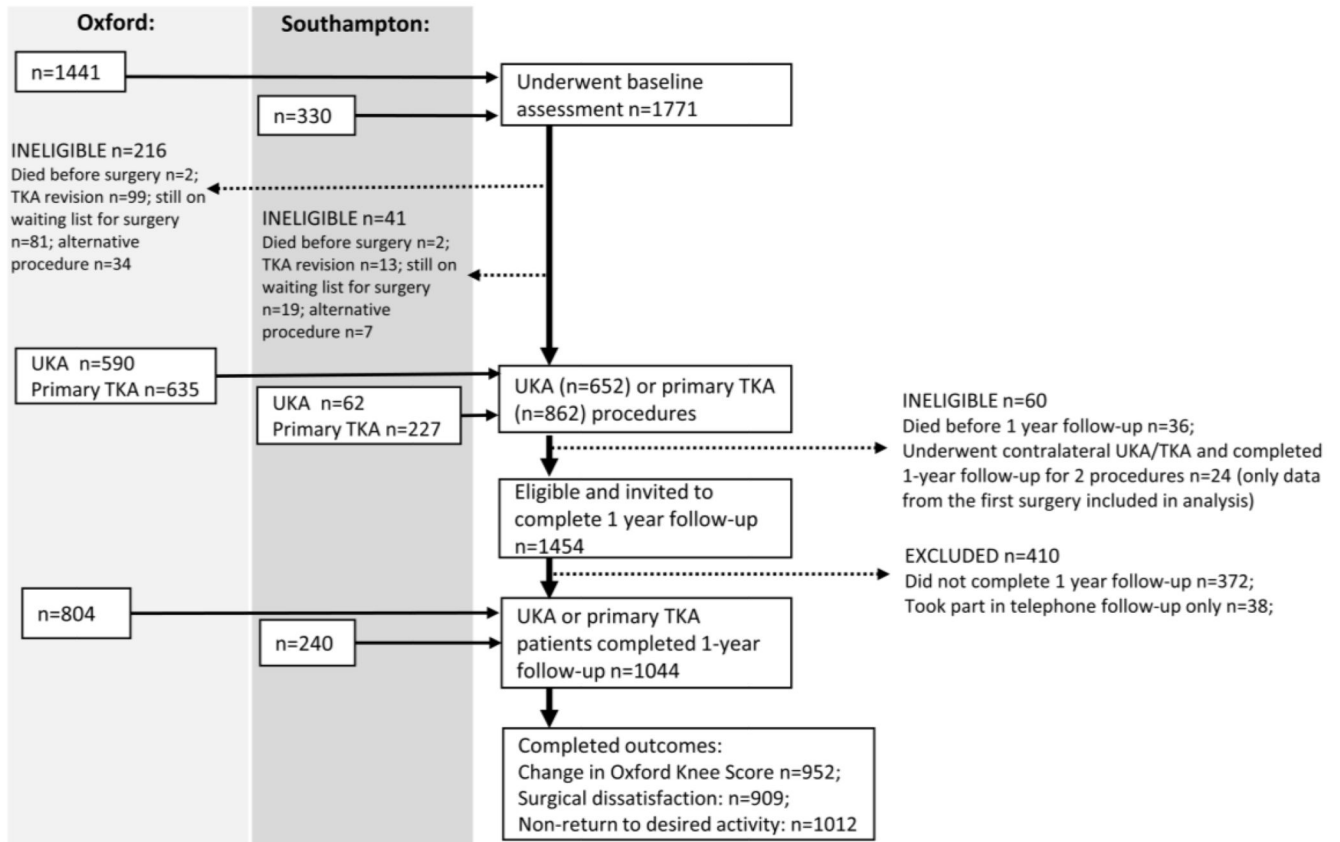 Oxford:
Southampton:
n=1441
Underwent baseline
assessment n=1771
n=330
INELIGIBLE n=216
Died before surgery n=2;
TKA revision n=99; still on
waiting list for surgery
n=81; alternative
procedure n=34
INELIGIBLE n=41
Died before surgery n=2;
TKA revision n=13; still on
waiting list for surgery
n=19; alternative
procedure n=7
UKA n=590
Primary TKA n=635
UKA (n=652) or primary TKA
(n=862) procedures
UKA n=62
Primary TKA n=227
INELIGIBLE n=60
Died before 1 year follow-up n=36;
Underwent contralateral UKA/TKA and completed
1-year follow-up for 2 procedures n=24 (only data
from the first surgery included in analysis)
Eligible and invited to
complete 1 year follow-up
n=1454
EXCLUDED n=410
Did not complete 1 year follow-up n=372;
Took part in telephone follow-up only n=38;
n=804
UKA or primary TKA
patients completed 1-year
follow-up n=1044
n=240
Completed outcomes:
Change in Oxford Knee Score n=952;
Surgical dissatisfaction: n=909;
Non-return to desired activity: n=1012